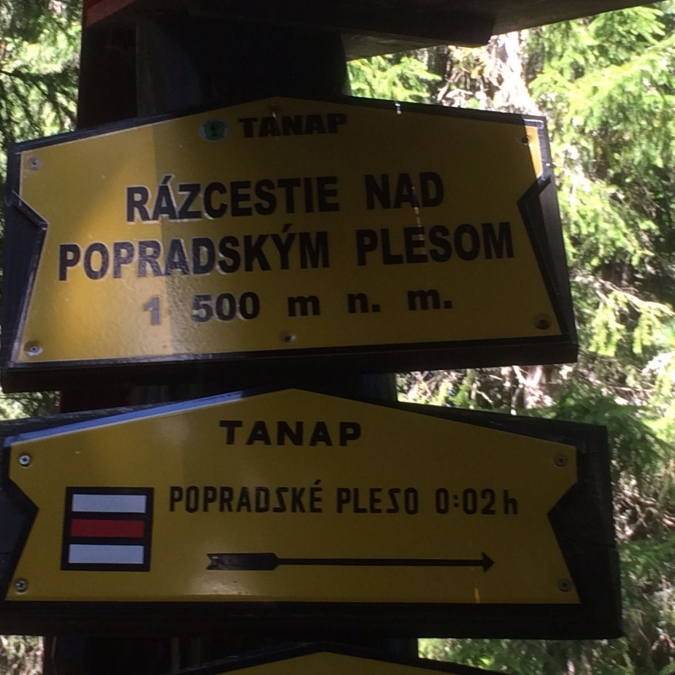 TANAP
RÁZCESTIE NAD
POPRADSKÝM PLESOM
1 500 m n. m.
TANAP
POPRADSKÉ PLESO 0:02 h